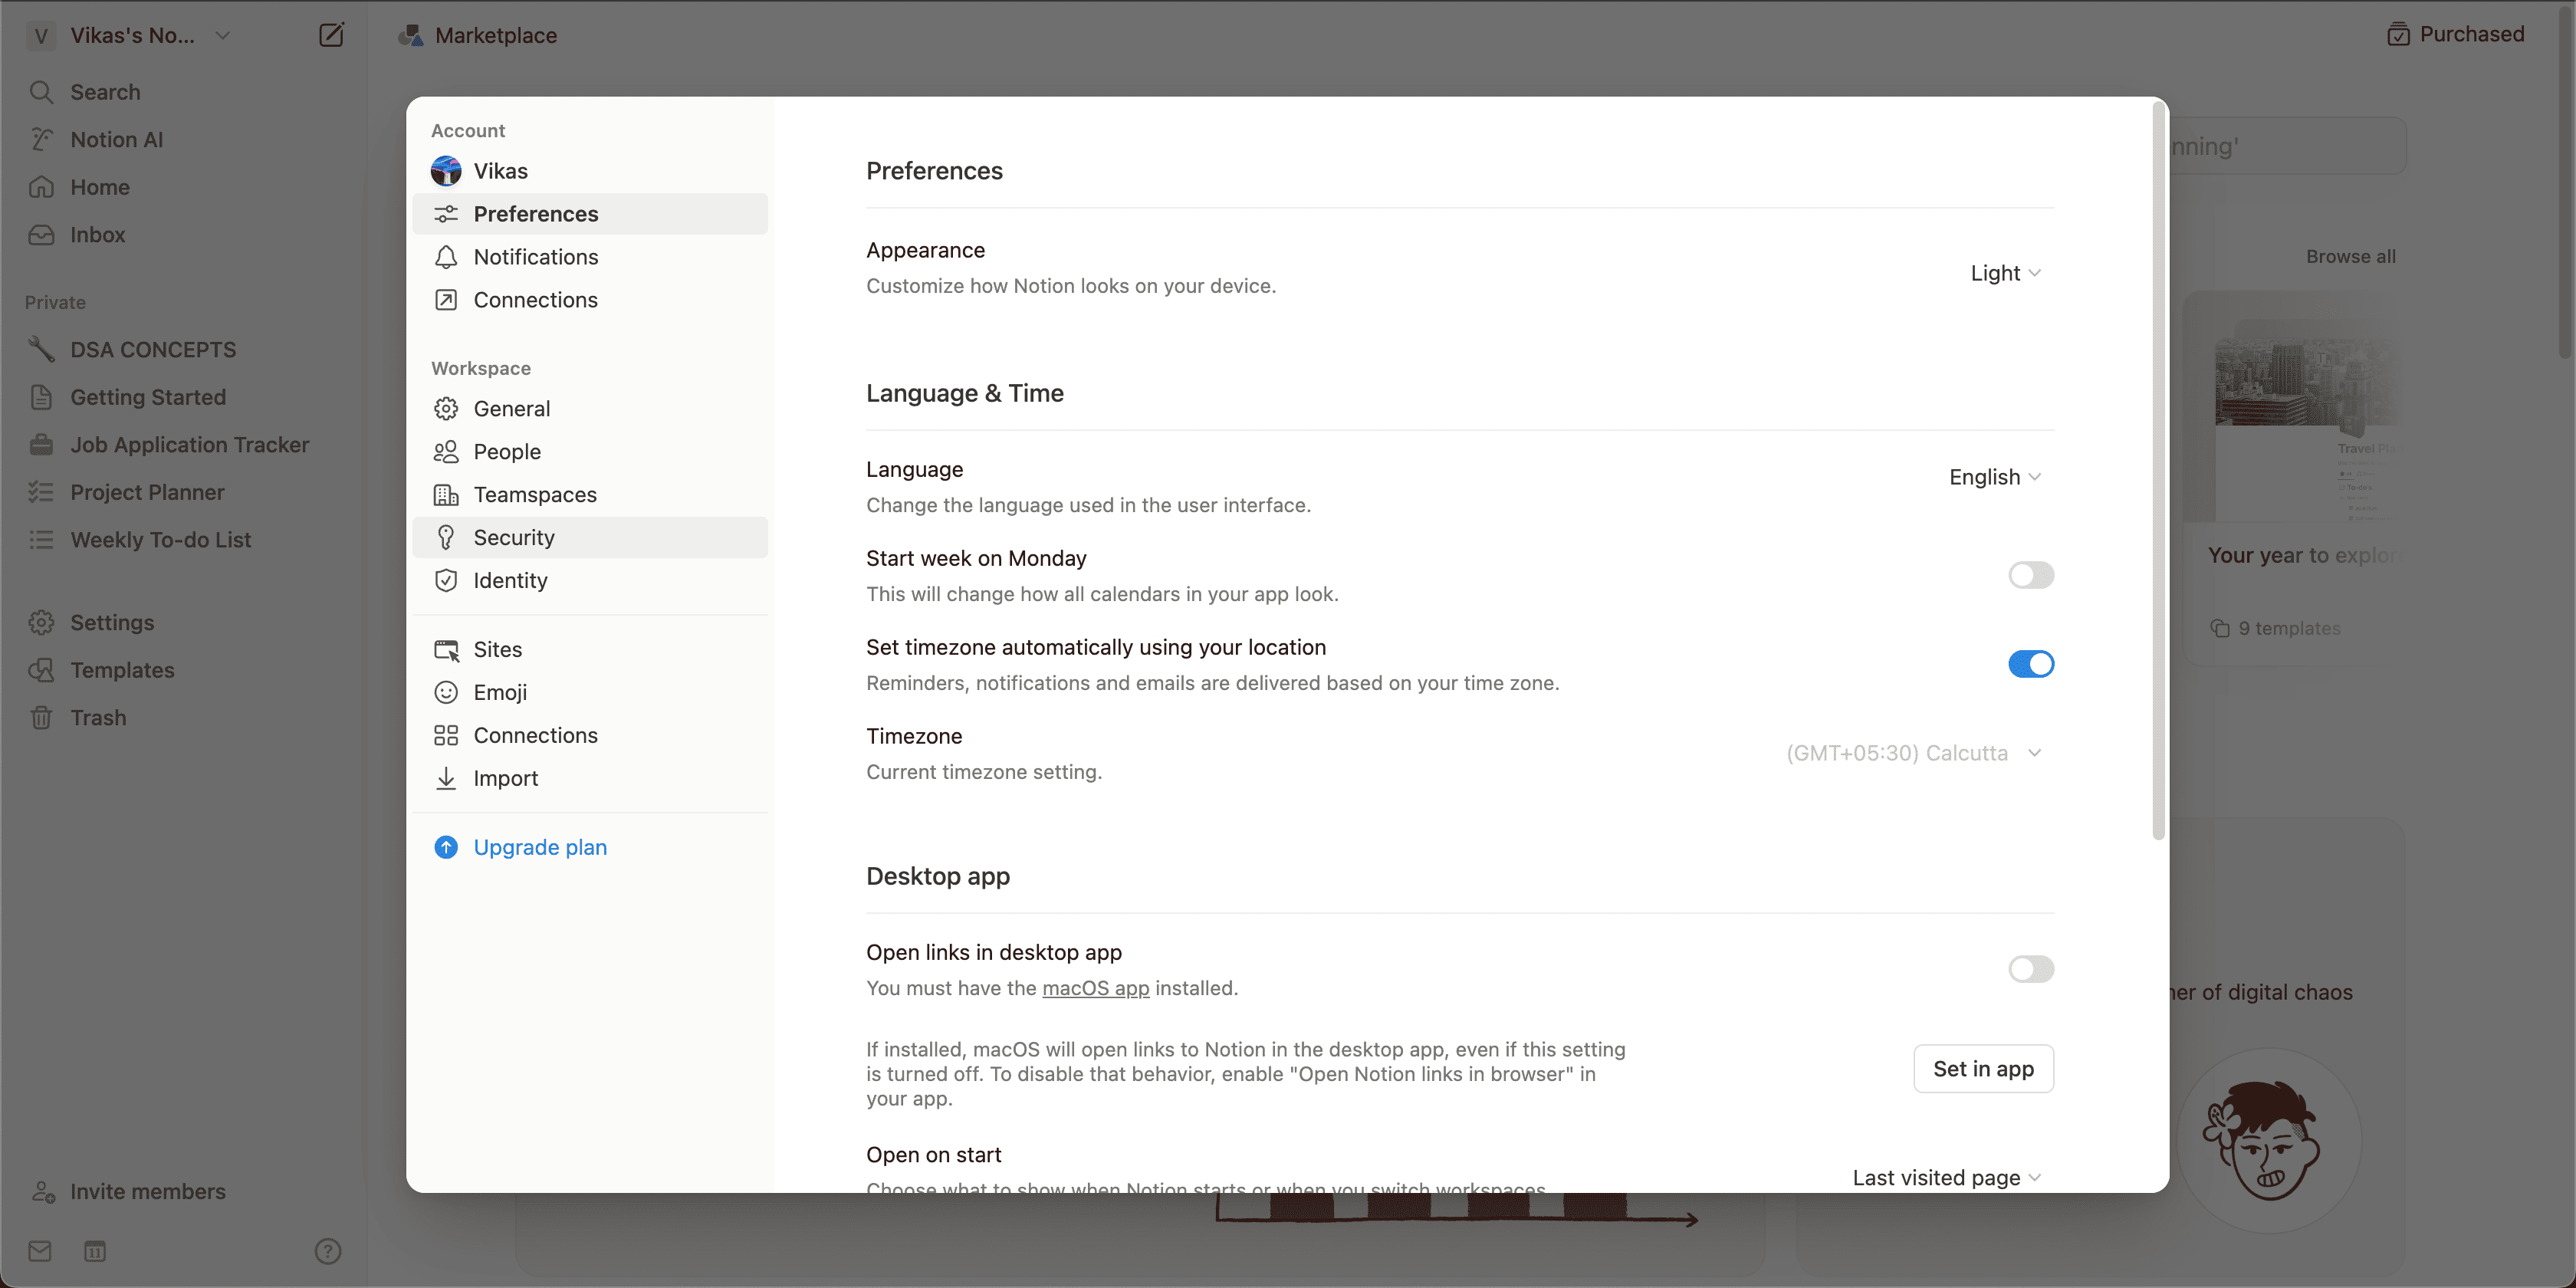 V Vikas's No...
Search
Notion AI
Home
Inbox
Private
DSA CONCEPTS
Getting Started
Job Application Tracker
Project Planner
Weekly To-do List
Settings
Templates
Trash
Invite members
11
?
Marketplace
Purchased
Account
Vikas
Preferences
Notifications
Connections
Workspace
General
People
Teamspaces
Security
Identity
Sites
Emoji
Connections
Import
Upgrade plan
Preferences
Appearance
Customize how Notion looks on your device.
Light
Language & Time
Language
Change the language used in the user interface.
English
Start week on Monday
This will change how all calendars in your app look.
Set timezone automatically using your location
Reminders, notifications and emails are delivered based on your time zone.
Timezone
Current timezone setting.
(GMT+05:30) Calcutta
Desktop app
Open links in desktop app
You must have the macOS app installed.
If installed, macOS will open links to Notion in the desktop app, even if this setting
is turned off. To disable that behavior, enable "Open Notion links in browser" in
your app.
Set in app
Open on start
Choose what to show when Notion starts or when you switch workspaces.
Last visited page
nning'
Browse all
Travel
Your year to explor
9 templates
of digital chaos